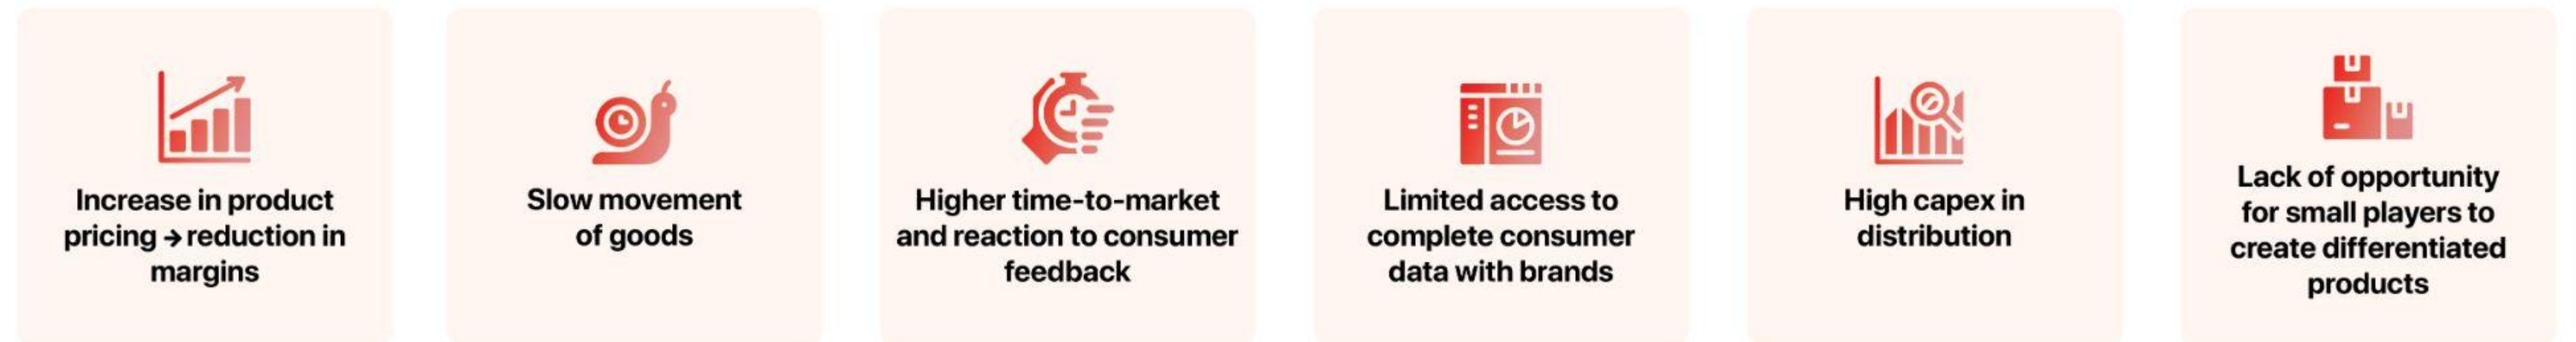 Increase in product
pricing → reduction in
margins
Slow movement
of goods
Higher time-to-market
and reaction to consumer
feedback
Limited access to
complete consumer
data with brands
High capex in
distribution
Lack of opportunity
for small players to
create differentiated
products